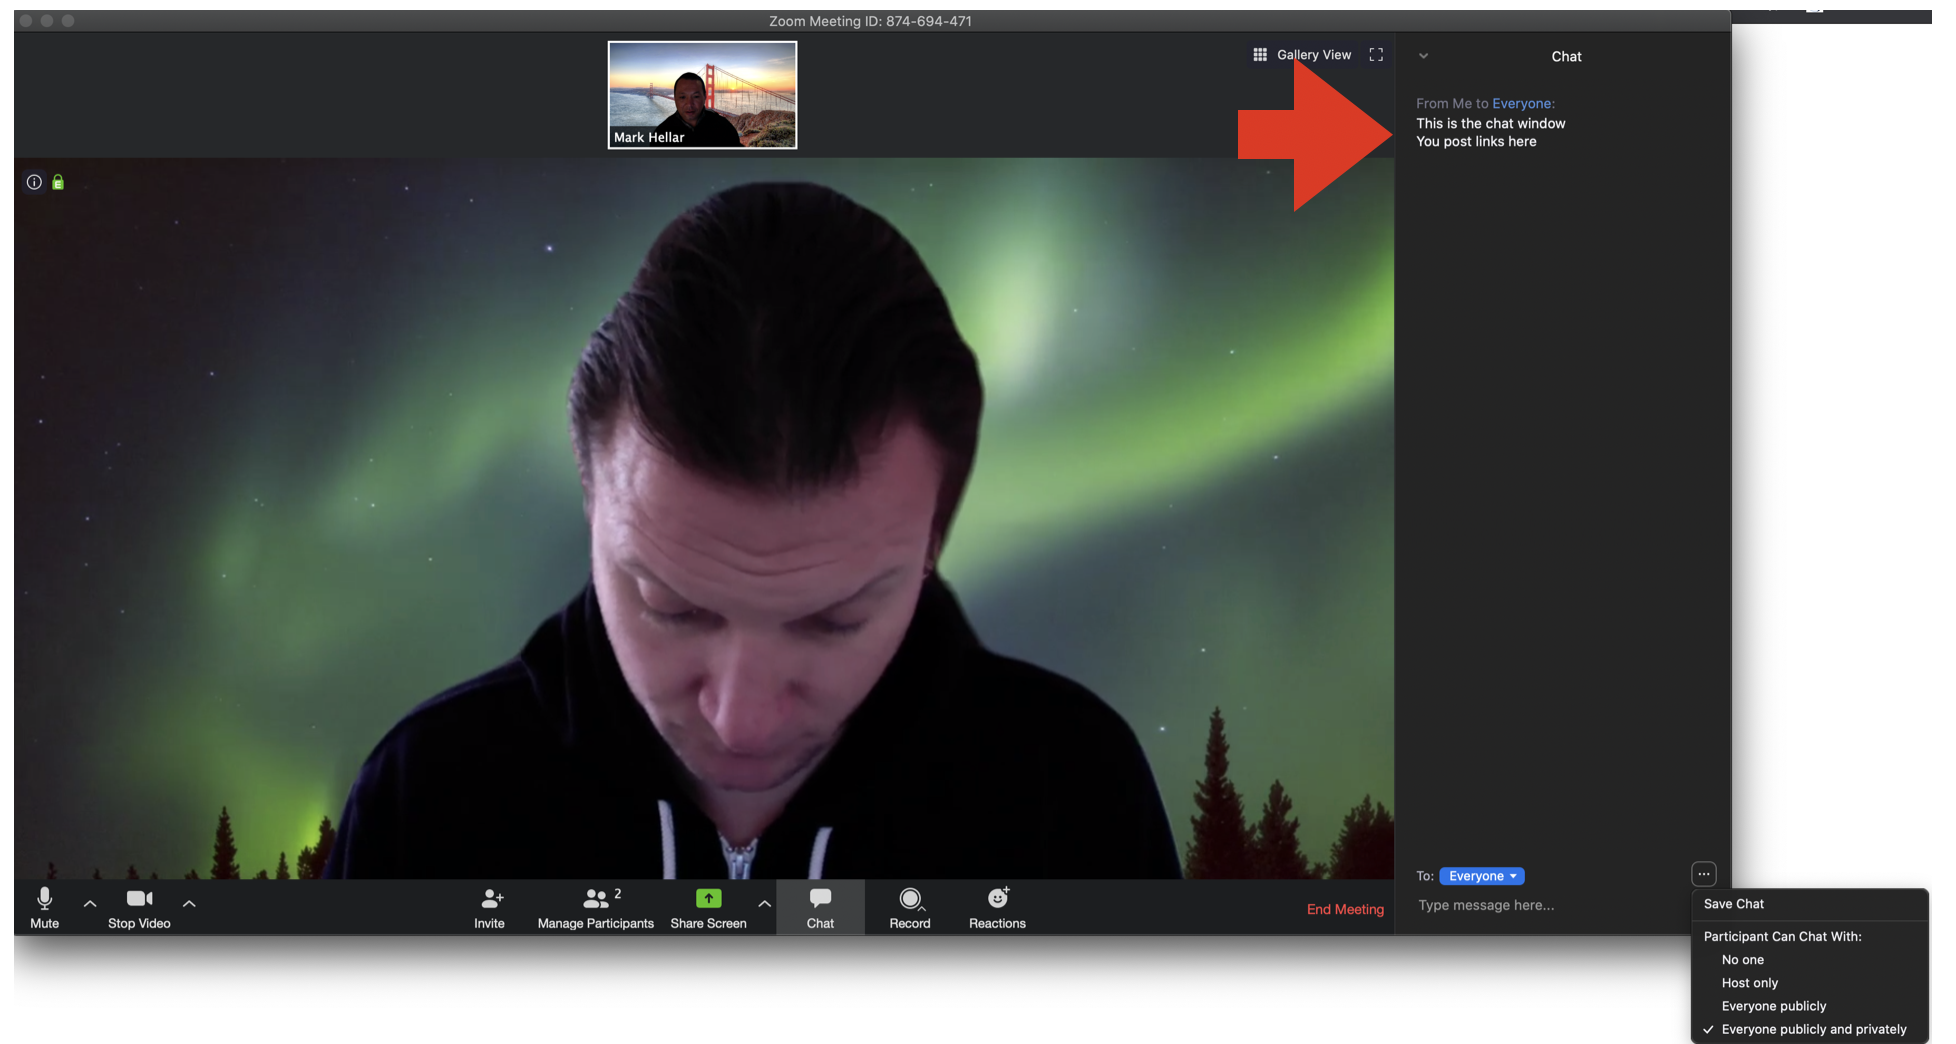 Zoom Meeting ID: 874-694-471
Gallery View
Chat
Mark Hellar
From Me to Everyone:
This is the chat window
You post links here
E
To: Everyone
Type message here...
Mute
Stop Video
Invite
Manage Participants 2
Share Screen
Chat
Record
Reactions
End Meeting
Save Chat
Participant Can Chat With:
No one
Host only
Everyone publicly
Everyone publicly and privately